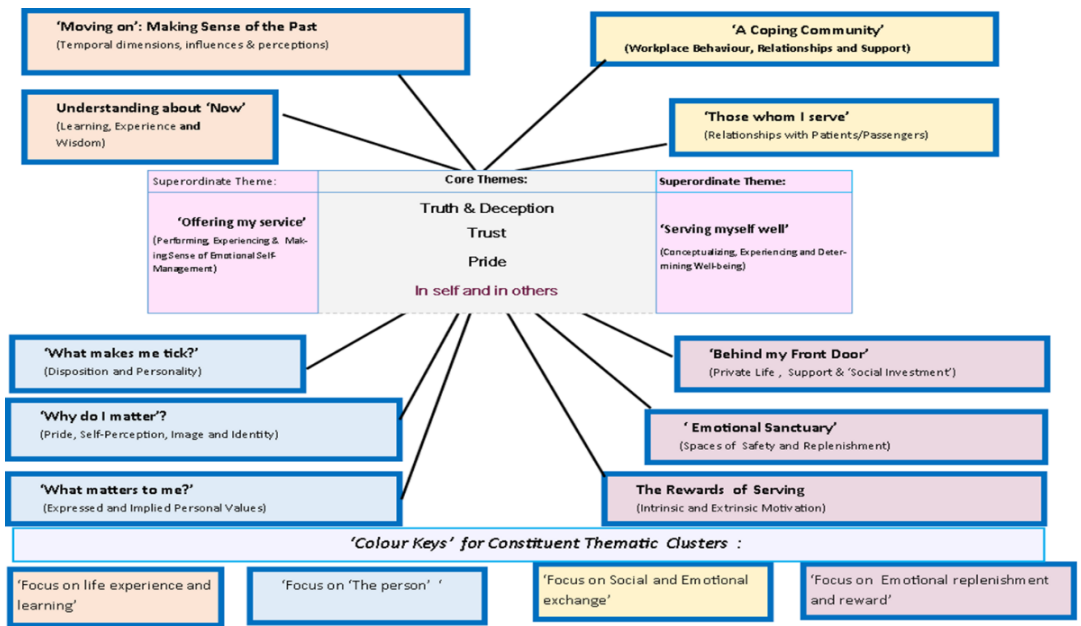 ‘Moving on’: Making Sense of the Past
(Temporal dimensions, influences & perceptions)
‘A Coping Community’
(Workplace Behaviour, Relationships and Support)
Understanding about ‘Now’
(Learning, Experience and
Wisdom)
‘Those whom I serve’
(Relationships with Patients/Passengers)
Superordinate Theme:
‘Offering my service’
(Performing, Experiencing & Mak-
ing Sense of Emotional Self-
Management)
Core Themes:
Truth & Deception
Trust
Pride
In self and in others
Superordinate Theme:
‘Serving myself well’
(Conceptualizing, Experiencing and Deter-
mining Well-being)
‘What makes me tick?’
(Disposition and Personality)
‘Why do I matter’?
(Pride, Self-Perception, Image and Identity)
‘What matters to me?’
(Expressed and Implied Personal Values)
‘Behind my Front Door’
(Private Life , Support & ‘Social Investment’)
‘ Emotional Sanctuary’
(Spaces of Safety and Replenishment)
The Rewards of Serving
(Intrinsic and Extrinsic Motivation)
‘Colour Keys’ for Constituent Thematic Clusters :
‘Focus on life experience and
learning’
‘Focus on ‘The person’ ‘
‘Focus on Social and Emotional
exchange’
‘Focus on Emotional replenishment
and reward’